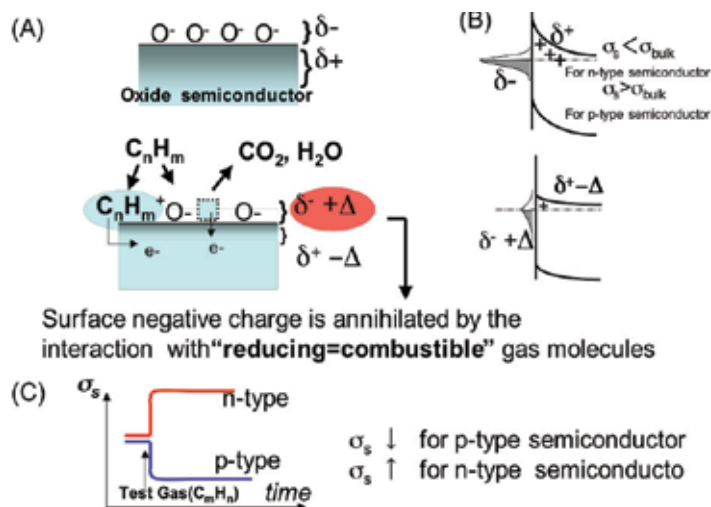 (A)
O- O- O- O-
δ-
δ+
Oxide semiconductor
CnHm
CO2, H2O
CnHm+ O- O-
δ- +Δ
e- e-
δ+ –Δ
Surface negative charge is annihilated by the
interaction with“reducing=combustible” gas molecules
(B)
δ+
+ + + +
δ-
σs<σbulk
For n-type semiconductor
σs>σbulk
For p-type semiconductor
δ+–Δ
+
δ- +Δ
(C)
σs
n-type
p-type
Test Gas(CmHn)
time
σs ↓ for p-type semiconductor
σs ↑ for n-type semiconducto